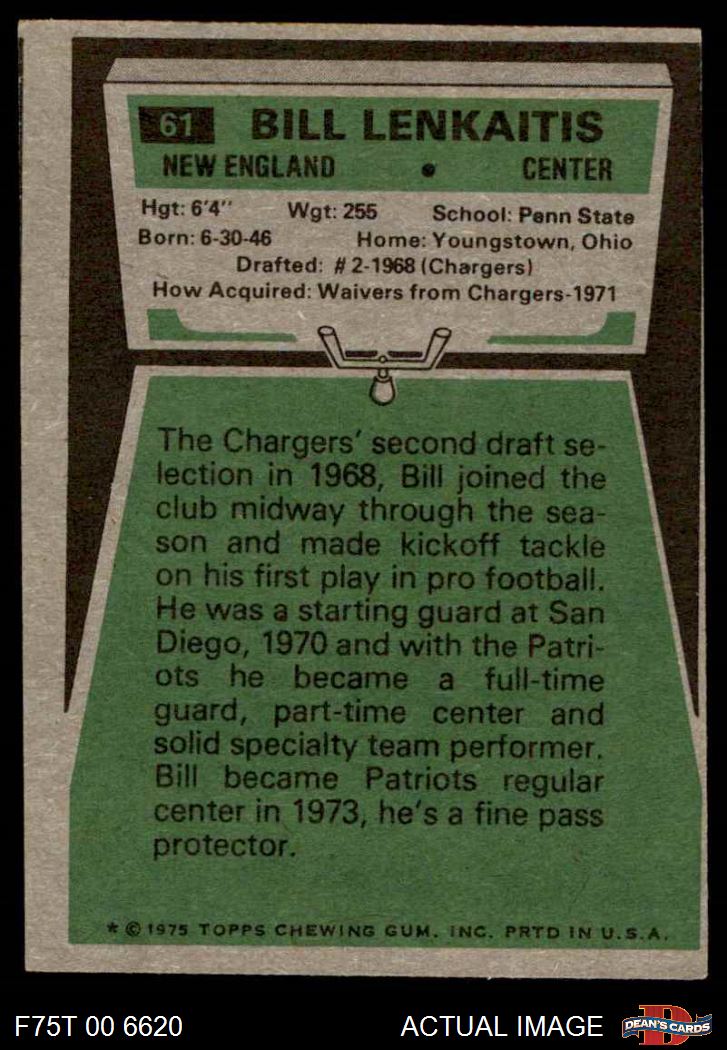 61 BILL LENKAITIS
NEW ENGLAND • CENTER
Hgt: 6'4" Wgt: 255 School: Penn State
Born: 6-30-46 Home: Youngstown, Ohio
Drafted: #2-1968 (Chargers)
How Acquired: Waivers from Chargers-1971
The Chargers' second draft se-
lection in 1968, Bill joined the
club midway through the sea-
son and made kickoff tackle
on his first play in pro football.
He was a starting guard at San
Diego, 1970 and with the Patri-
ots he became a full-time
guard, part-time center and
solid specialty team performer.
Bill became Patriots regular
center in 1973, he's a fine pass
protector.
* © 1975 TOPPS CHEWING GUM. INC. PRTD IN U.S.A.
F75T 00 6620 ACTUAL IMAGE D DEAN'S CARDS